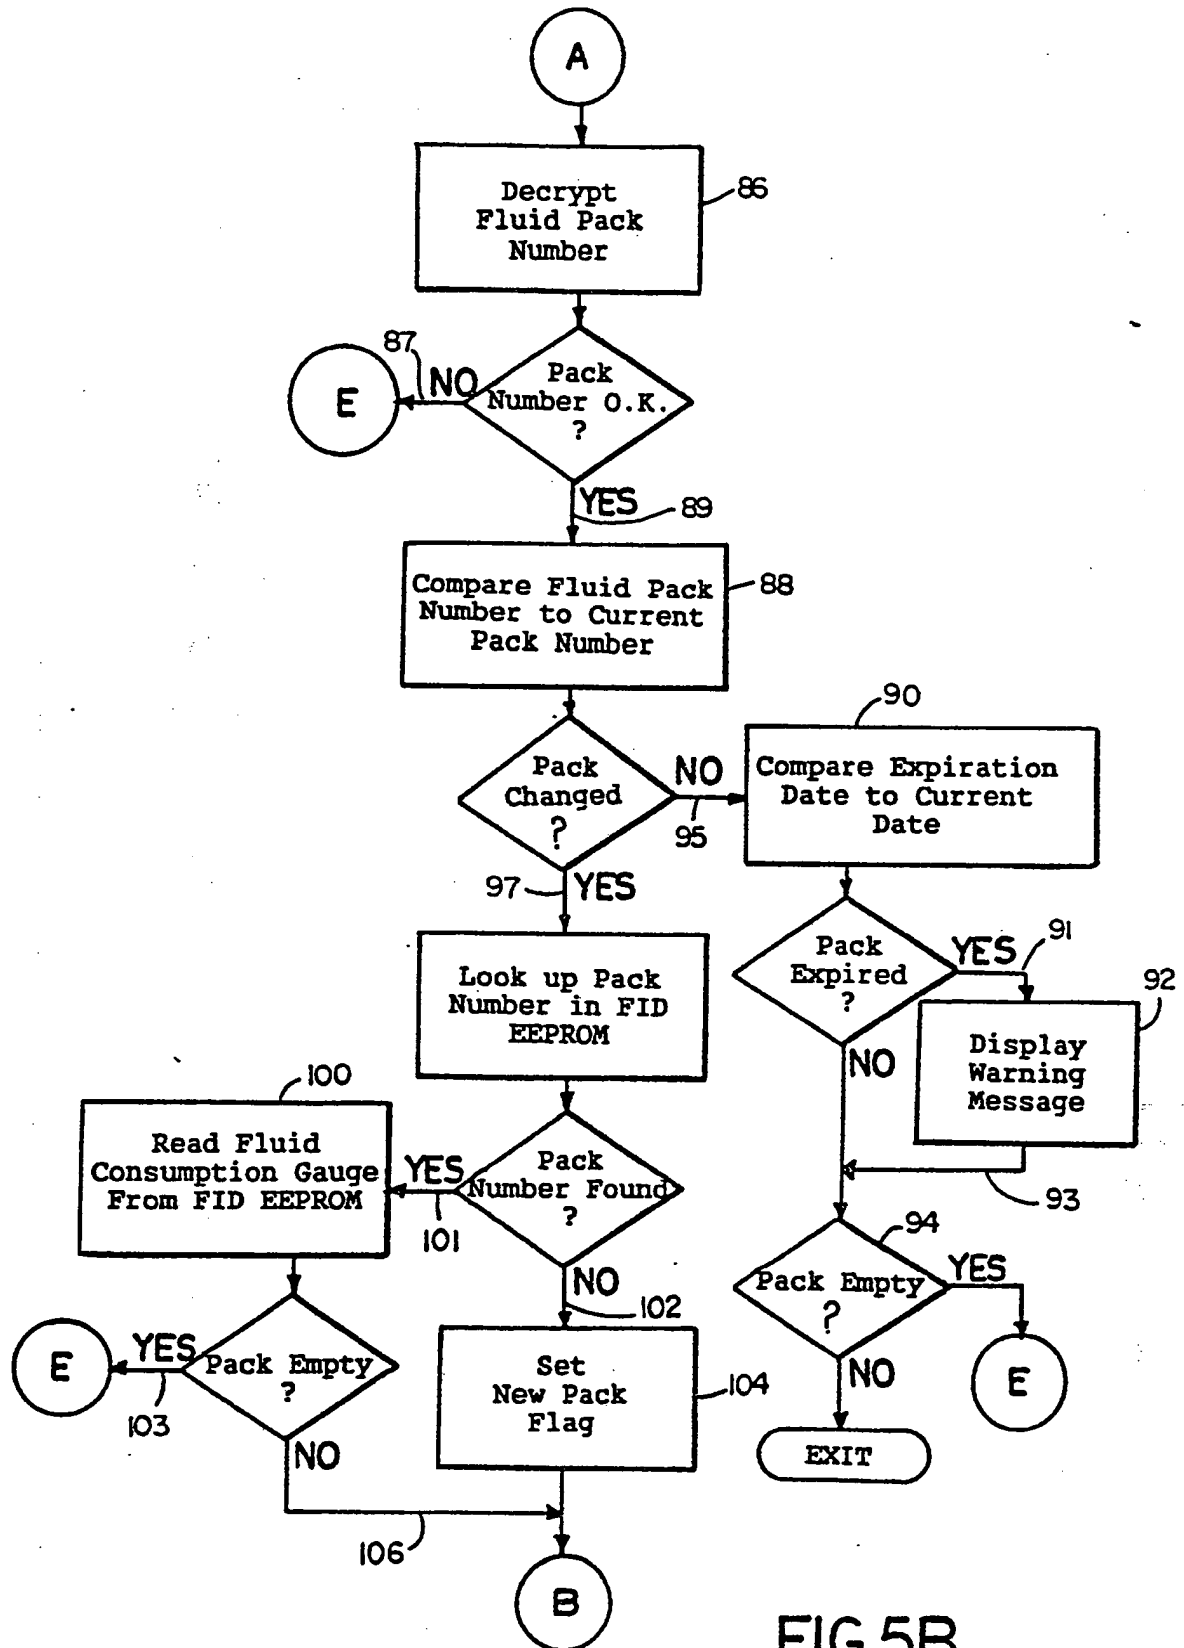 A
Decrypt
Fluid Pack
Number
86
87
NO
E
Pack
Number O.K.
?
YES
89
Compare Fluid Pack
Number to Current
Pack Number
88
Pack
Changed
?
NO
95
90
Compare Expiration
Date to Current
Date
97
YES
Look up Pack
Number in FID
EEPROM
Pack
Expired
?
YES
91
NO
92
Display
Warning
Message
93
100
Read Fluid
Consumption Gauge
From FID EEPROM
YES
101
Pack
Number Found
?
NO
102
94
Pack Empty
?
YES
E
NO
EXIT
E
YES
103
Pack Empty
?
NO
106
Set
New Pack
Flag
104
B
FIG.5B